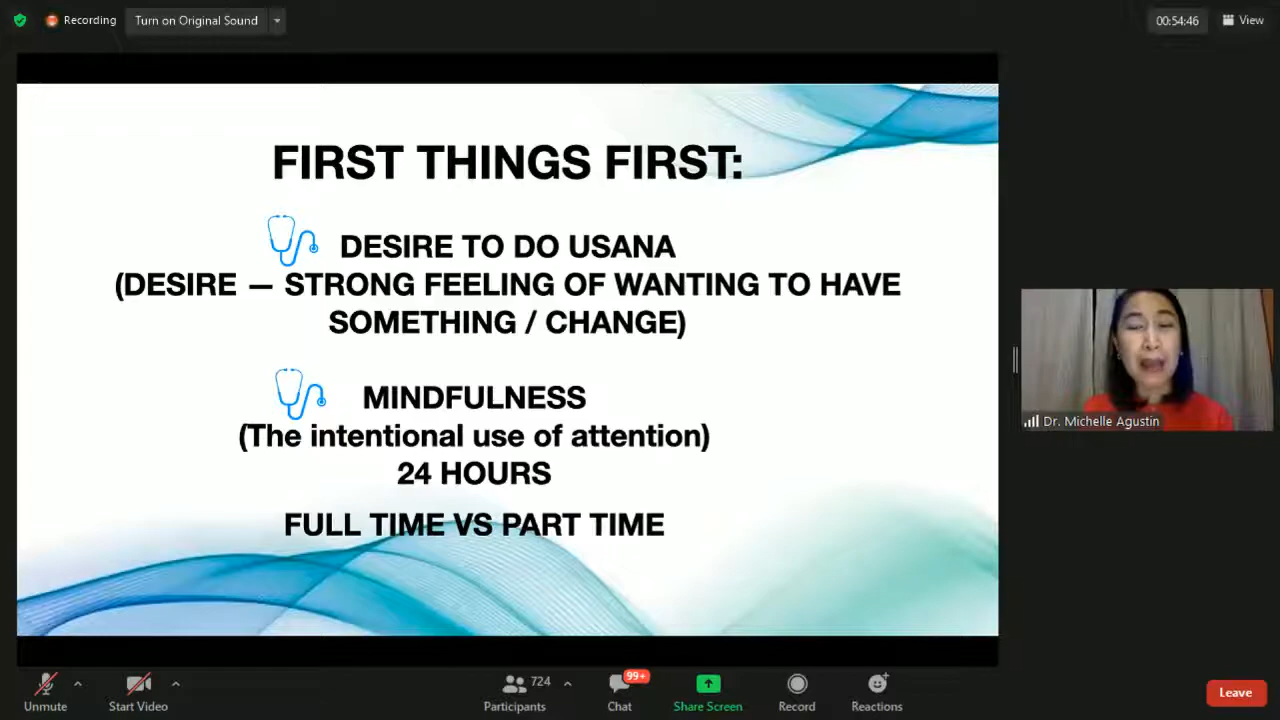 Recording
Turn on Original Sound
00:54:46
View
FIRST THINGS FIRST:
DESIRE TO DO USANA
(DESIRE — STRONG FEELING OF WANTING TO HAVE
SOMETHING / CHANGE)
MINDFULNESS
(The intentional use of attention)
24 HOURS
FULL TIME VS PART TIME
Dr. Michelle Agustin
Unmute
Start Video
724
Participants
99+
Chat
Share Screen
Record
Reactions
Leave